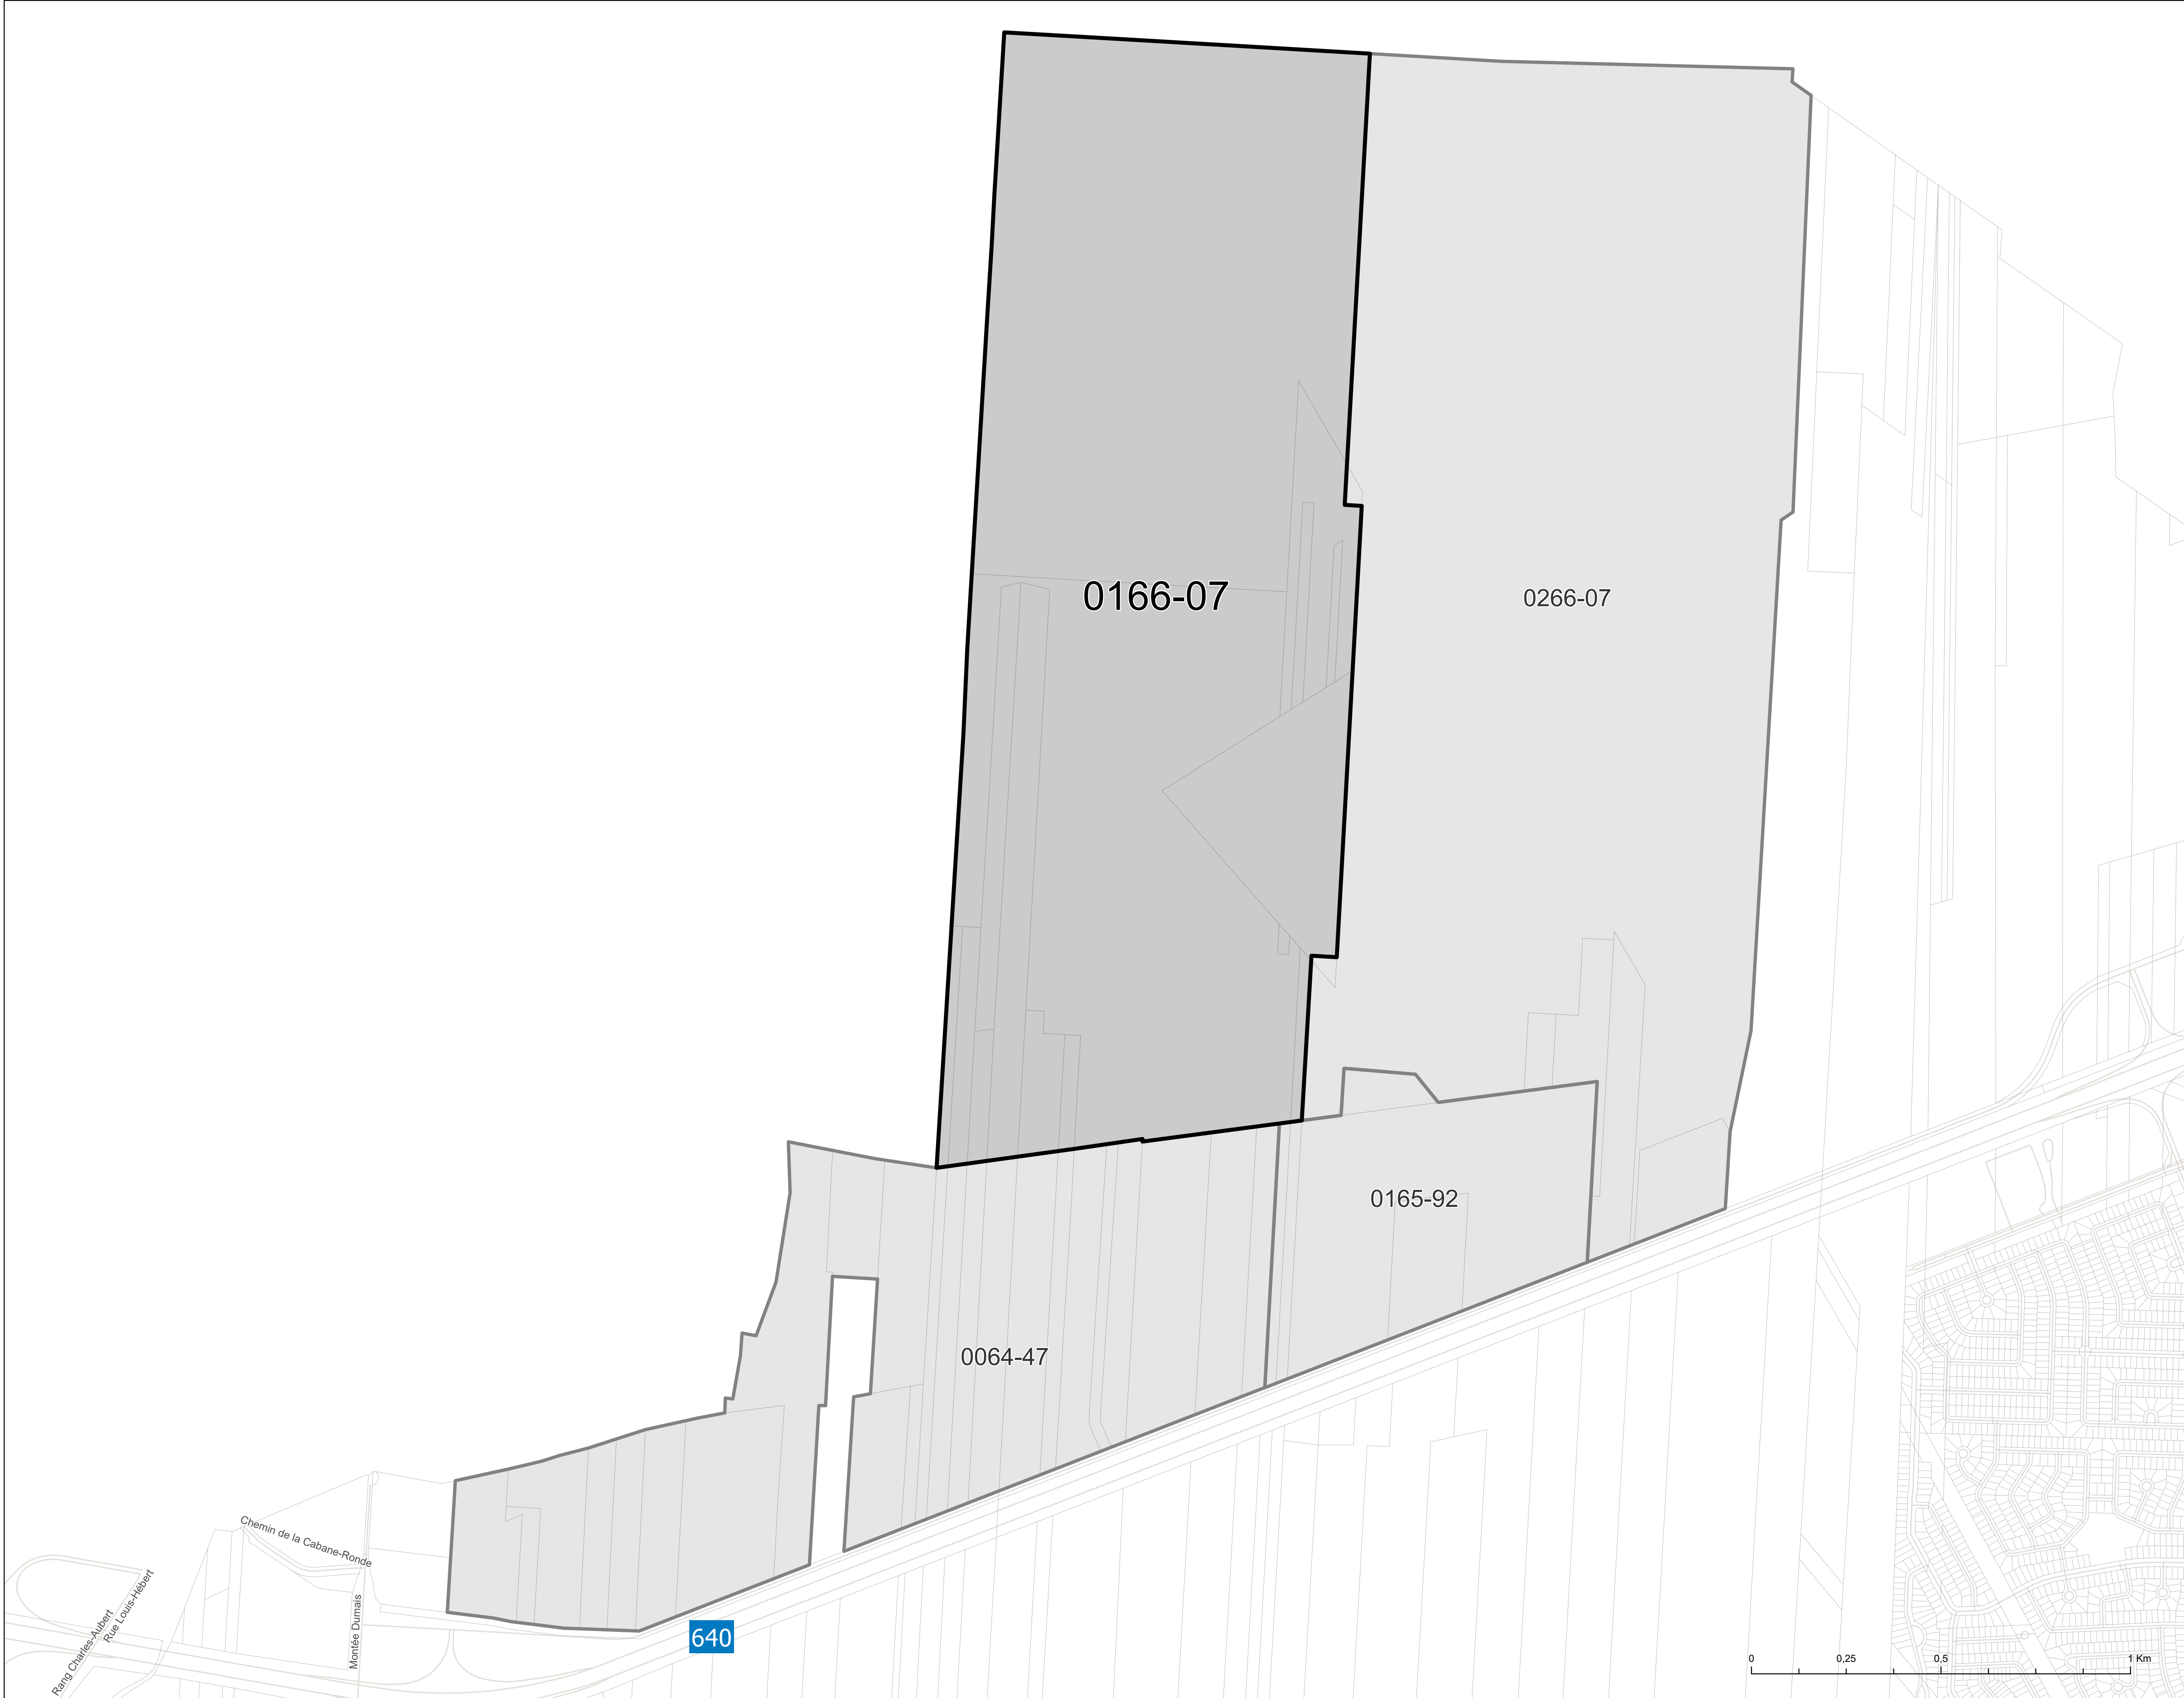 0166-07
0266-07
0165-92
0064-47
Chemin de la Cabane-Ronde
Rue Louis-Hébert
Rang Charles-Aubert
Montée Dumais
640
0 0,25 0,5 1 Km